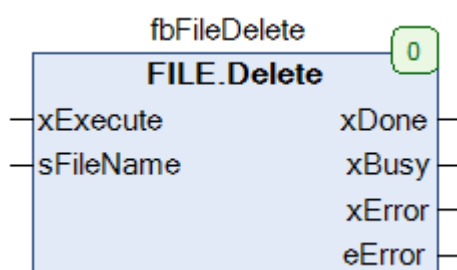 fbFileDelete
0
FILE.Delete
xExecute xDone
sFileName xBusy
xError
eError